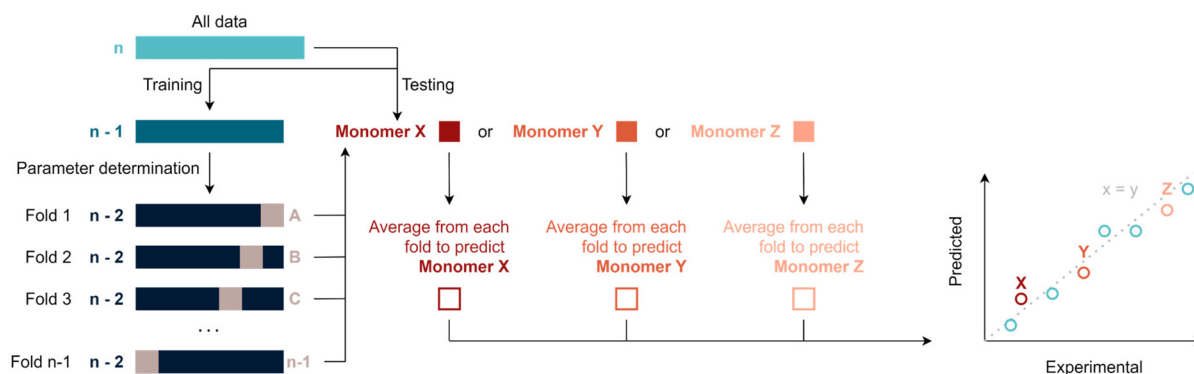 All data
n
Training
Testing
n - 1
Monomer X
or
Monomer Y
or
Monomer Z
Parameter determination
Fold 1 n - 2 A
Fold 2 n - 2 B
Fold 3 n - 2 C
...
Fold n-1 n - 2 n-1
Average from each
fold to predict
Monomer X
Average from each
fold to predict
Monomer Y
Average from each
fold to predict
Monomer Z
Predicted
x = y
X
Y
Z
Experimental